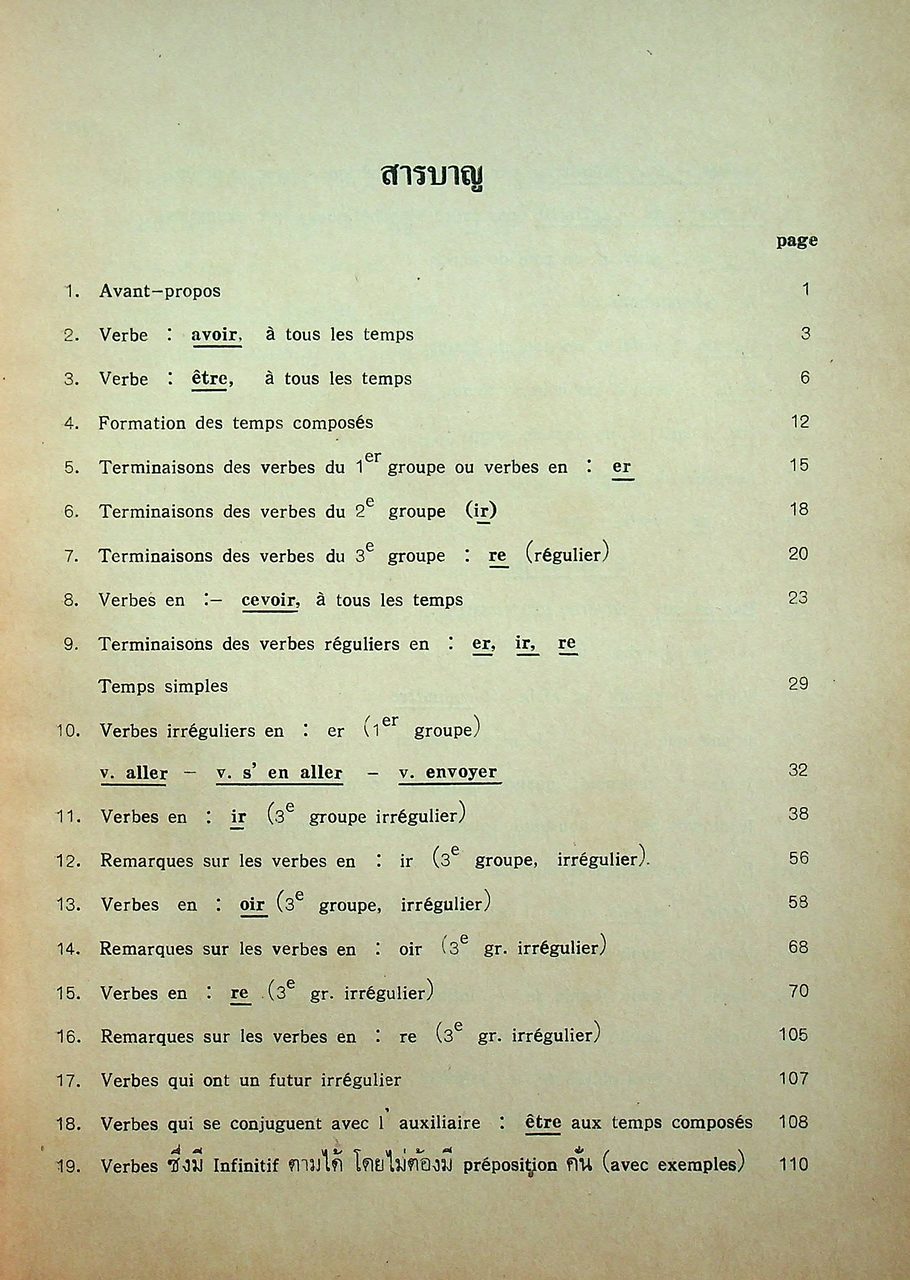 สารบาญ
page
1. Avant-propos 1
2. Verbe : avoir, à tous les temps 3
3. Verbe : être, à tous les temps 6
4. Formation des temps composés 12
5. Terminaisons des verbes du 1er groupe ou verbes en : er 15
6. Terminaisons des verbes du 2e groupe (ir) 18
7. Terminaisons des verbes du 3e groupe : re (régulier) 20
8. Verbes en :- cevoir, à tous les temps 23
9. Terminaisons des verbes réguliers en : er, ir, re
Temps simples 29
10. Verbes irréguliers en : er (1er groupe)
v. aller - v. s' en aller - v. envoyer 32
11. Verbes en : ir (3e groupe irrégulier) 38
12. Remarques sur les verbes en : ir (3e groupe, irrégulier). 56
13. Verbes en : oir (3e groupe, irrégulier) 58
14. Remarques sur les verbes en : oir (3e gr. irrégulier) 68
15. Verbes en : re (3e gr. irrégulier) 70
16. Remarques sur les verbes en : re (3e gr. irrégulier) 105
17. Verbes qui ont un futur irrégulier 107
18. Verbes qui se conjuguent avec l' auxiliaire : être aux temps composés 108
19. Verbes ซึ่งมี Infinitif ตามได้ โดยไม่ต้องมี préposition คั่น (avec exemples) 110